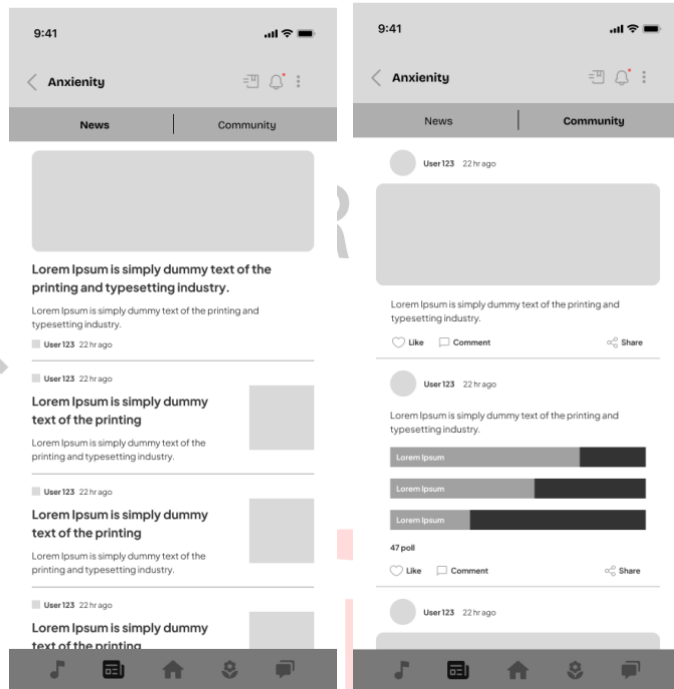 9:41
Anxienity
News
Community
Lorem Ipsum is simply dummy text of the
printing and typesetting industry.
Lorem Ipsum is simply dummy text of the printing and
typesetting industry.
User123 22 hr ago
User123 22 hr ago
Lorem Ipsum is simply dummy
text of the printing
Lorem Ipsum is simply dummy text of the
printing and typesetting industry.
User123 22 hr ago
Lorem Ipsum is simply dummy
text of the printing
Lorem Ipsum is simply dummy text of the
printing and typesetting industry.
User123 22 hr ago
Lorem Ipsum is simply dummy
text of the printing
9:41
Anxienity
News
Community
User123 22 hr ago
Lorem Ipsum is simply dummy text of the printing and
typesetting industry.
Like Comment Share
User123 22 hr ago
Lorem Ipsum is simply dummy text of the printing and
typesetting industry.
Lorem Ipsum
Lorem Ipsum
Lorem Ipsum
47 poll
Like Comment Share
User123 22 hr ago